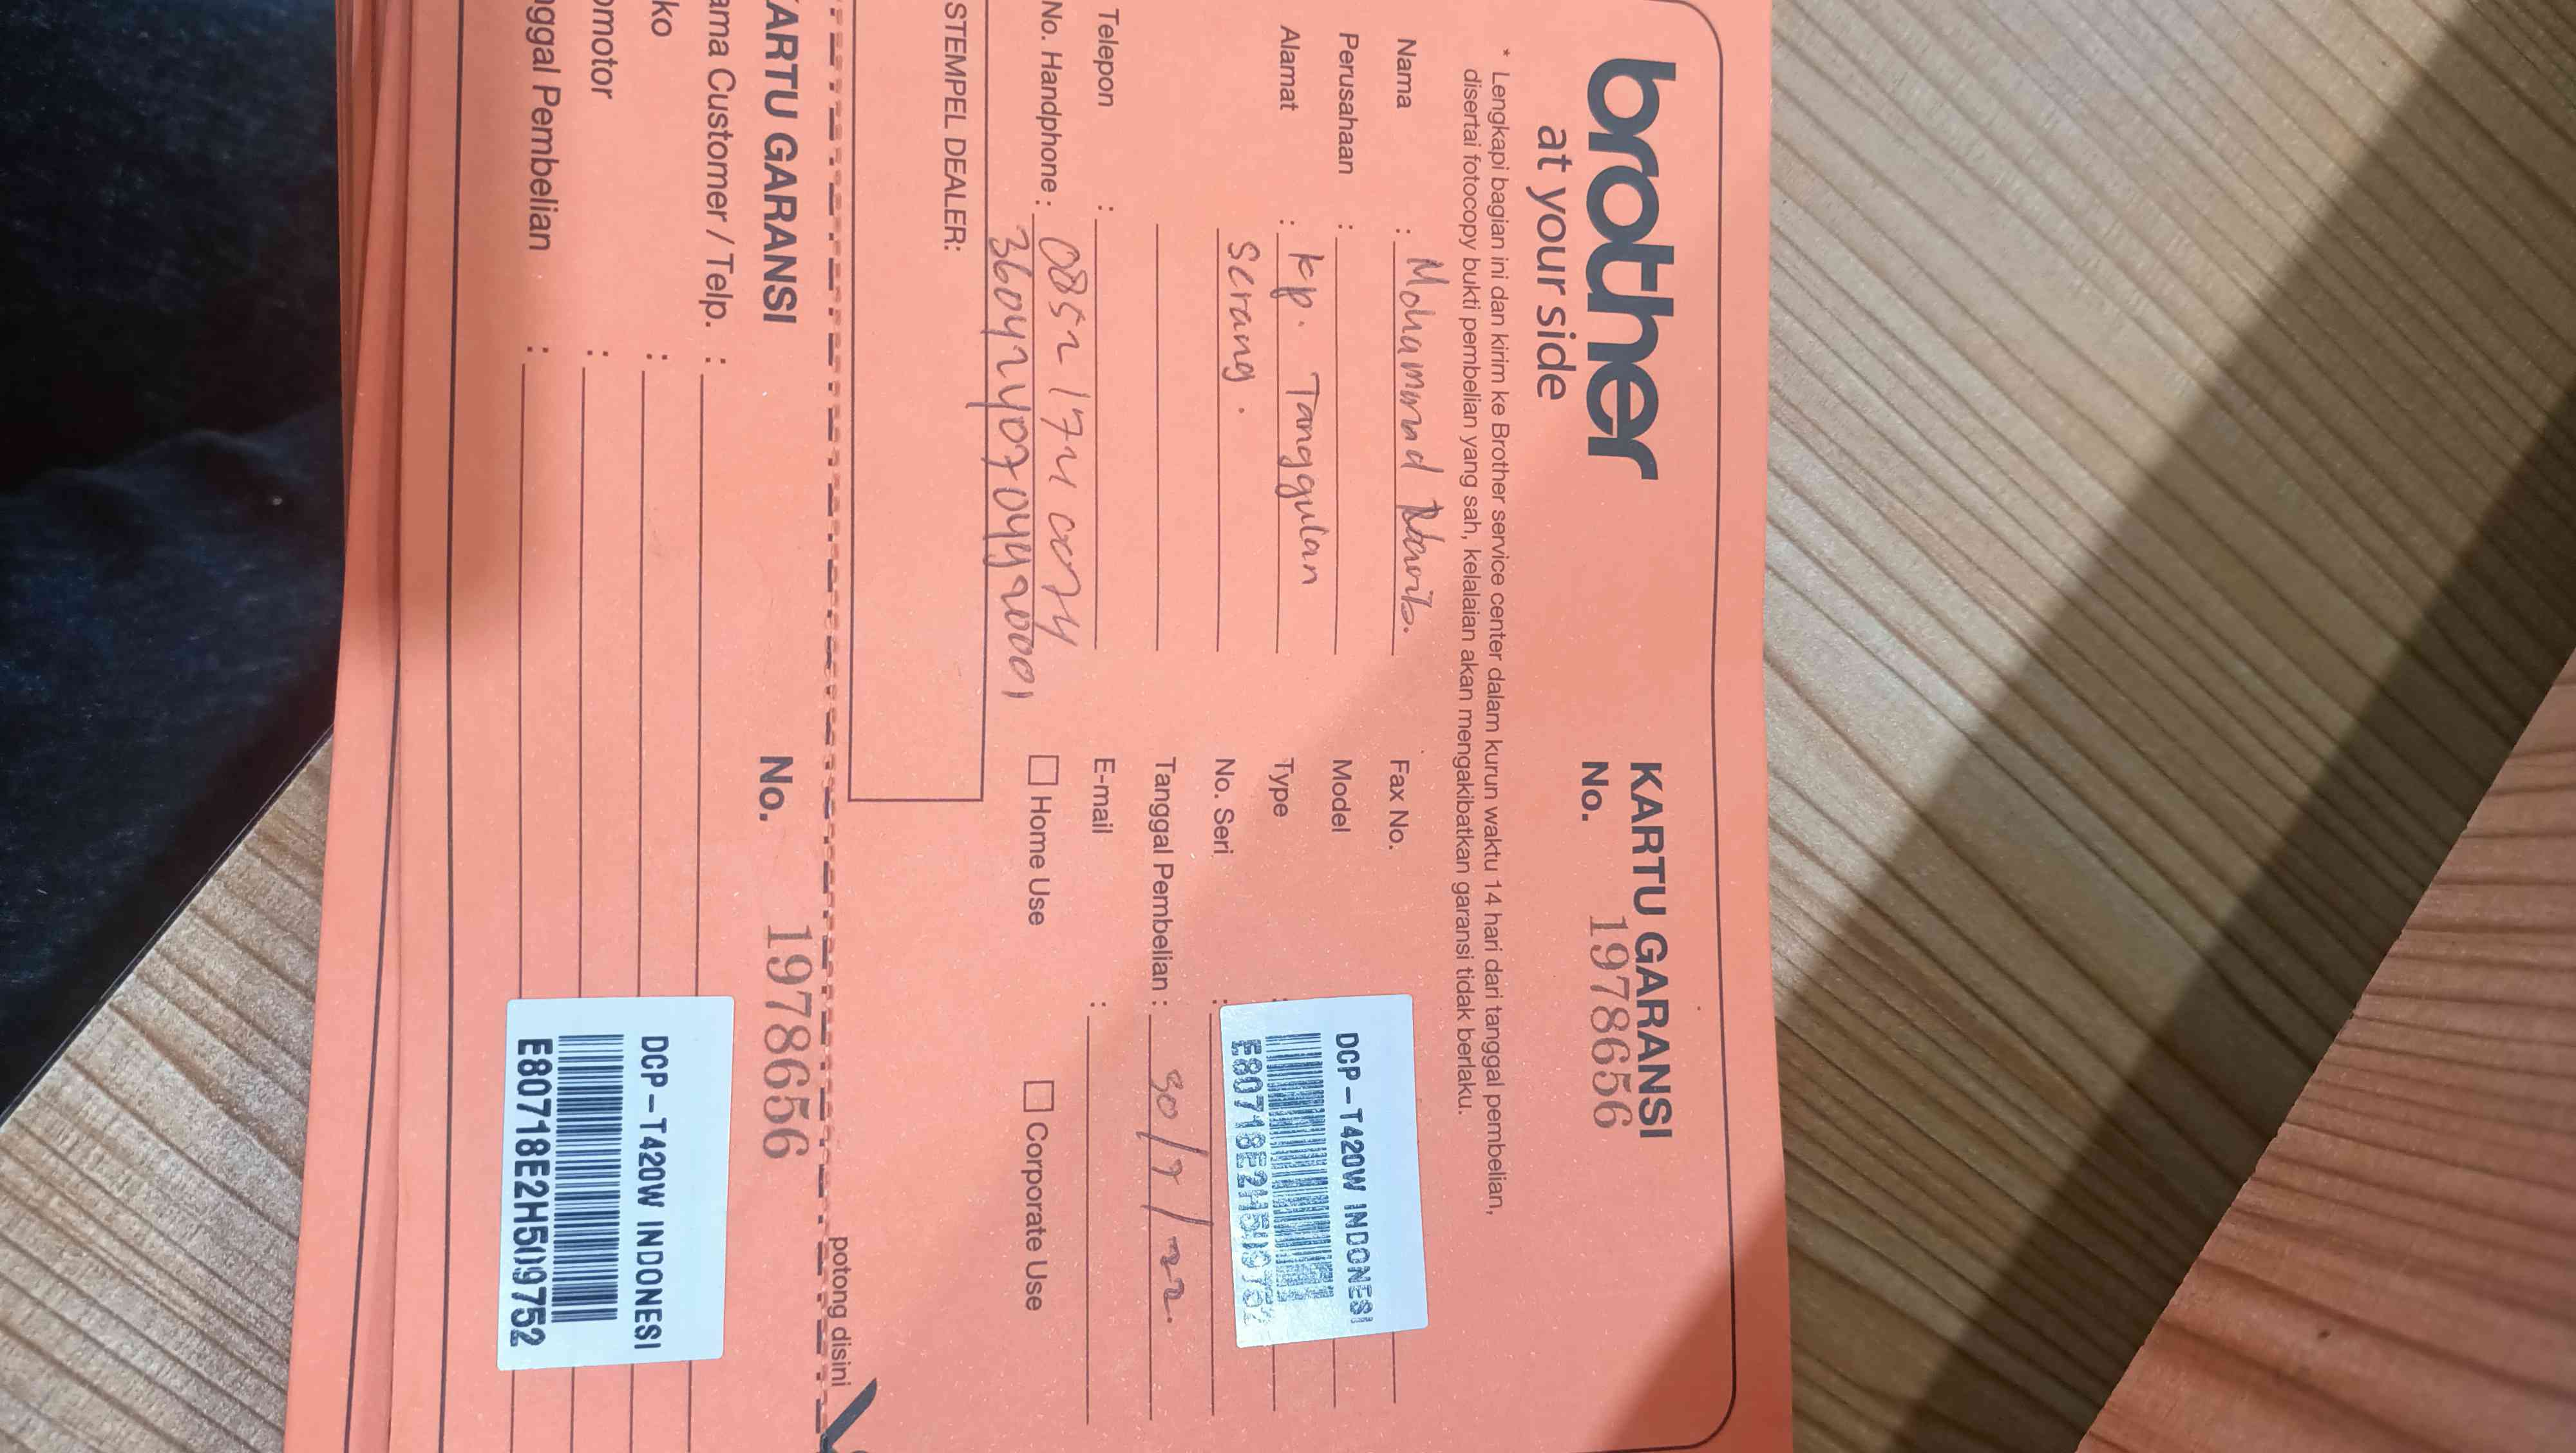 brother
at your side
KARTU GARANSI
No. 1978656
* Lengkapi bagian ini dan kirim ke Brother service center dalam kurun waktu 14 hari dari tanggal pembelian,
disertai fotocopy bukti pembelian yang sah, kelalaian akan mengakibatkan garansi tidak berlaku.
Nama : Mohammad
Perusahaan :
Alamat : kp. Tanggulan
Serang.
Telepon :
No. Handphone : 0852 1741 0074
STEMPEL DEALER:
Fax No.
Model
Type :
No. Seri :
DCP-T420W INDONESI
E80718E2H509752
Tanggal Pembelian : 30/7/22.
E-mail :
Home Use
Corporate Use
potong disini
ARTU GARANSI
No. 1978656
ama Customer / Telp. :
ko :
omotor :
nggal Pembelian :
DCP-T420W INDONESI
E80718E2H509752